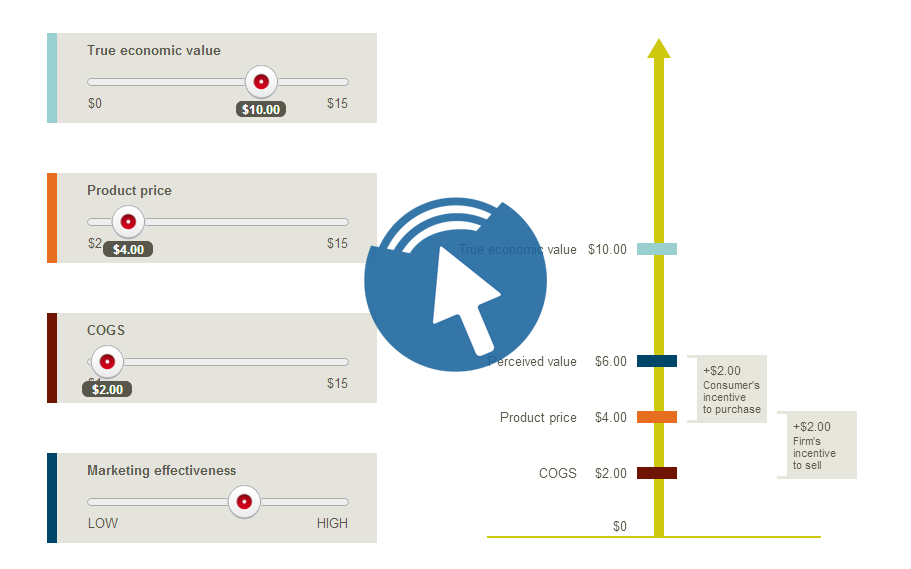 True economic value
$0
$10.00
$15
Product price
$2
$4.00
$15
COGS
$2.00
$15
Marketing effectiveness
LOW
HIGH
True economic value $10.00
Perceived value $6.00
Product price $4.00
COGS $2.00
$0
+$2.00
Consumer's
incentive
to purchase
+$2.00
Firm's
incentive
to sell